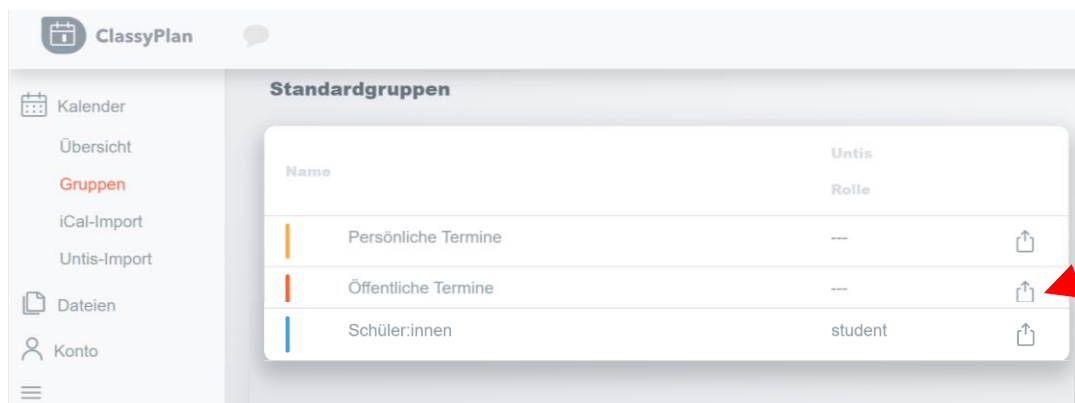 ClassyPlan
Kalender
Übersicht
Gruppen
iCal-Import
Untis-Import
Dateien
Konto
Standardgruppen
Name
Untis
Rolle
Persönliche Termine ---
Öffentliche Termine ---
Schüler:innen student